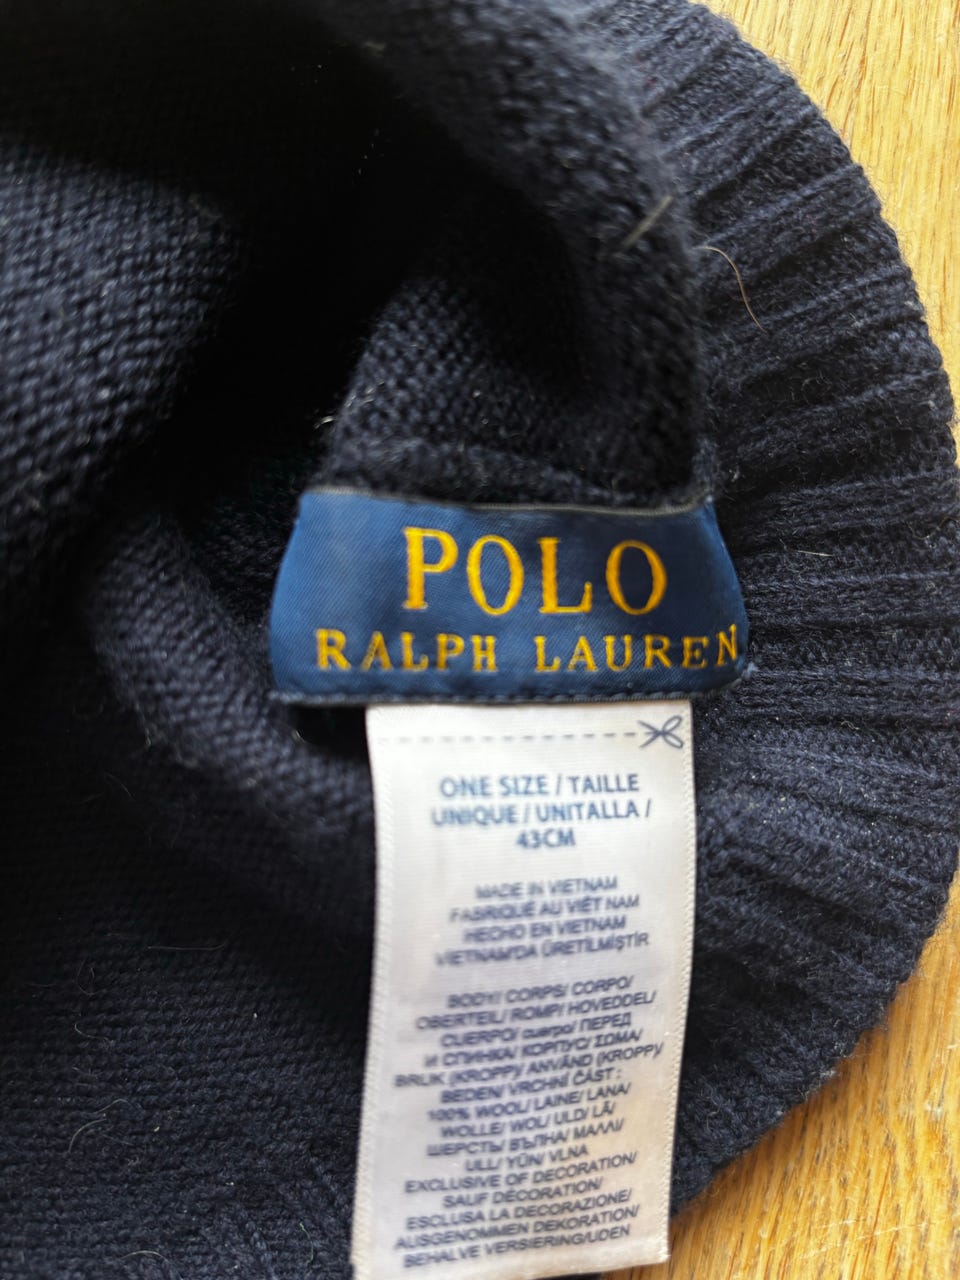 POLO
RALPH LAUREN
ONE SIZE / TAILLE
UNIQUE / UNITALLA /
43CM
MADE IN VIETNAM
FABRIQUÉ AU VIÊT NAM
HECHO EN VIETNAM
VIETNAM'DA ÜRETİLMİŞTİR
BODY/ CORPS/ CORPO/
OBERTEIL/ ROMP/ HOVEDDEL/
CUERPO/ cuerpo/ ПЕРЕД
И СПИНКА/ КОРПУС/ ΣΩΜΑ/
BRUK (KROPP)/ ANVÄND (KROPP)/
BEDEN/ VRCHNÍ ČÁST :
100% WOOL/ LAINE/ LANA/
WOLLE/ WOL/ ULD/ LÃ/
ШЕРСТЬ/ ВЪЛНА/ ΜΑΛΛΙ/
ULL/ YÜN/ VLNA
EXCLUSIVE OF DECORATION/
SAUF DÉCORATION/
ESCLUSA LA DECORAZIONE/
AUSGENOMMEN DEKORATION/
BEHALVE VERSIERING/UDEN